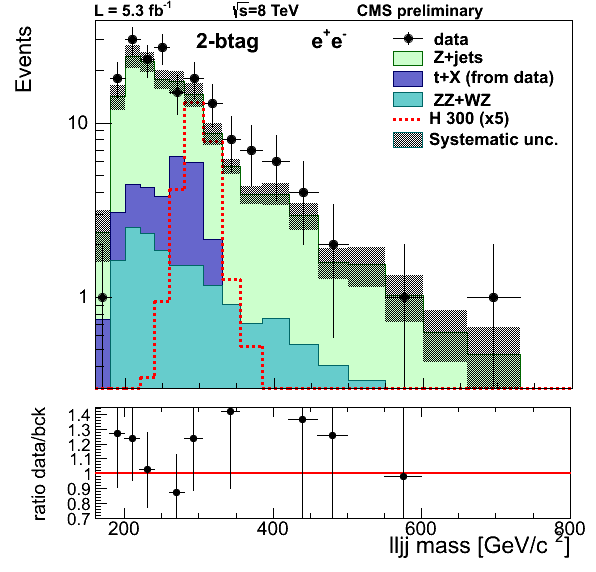 L = 5.3 fb-1 √s=8 TeV CMS preliminary
2-btag e+e-
data
Z+jets
t+X (from data)
ZZ+WZ
H 300 (x5)
Systematic unc.
Events
10
1
ratio data/bck
1.4
1.3
1.2
1.1
1
0.9
0.8
0.7
200 400 600 800
lljj mass [GeV/c 2]